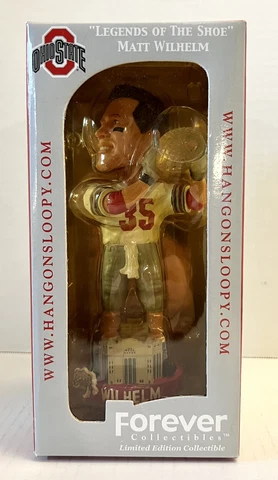 OHIO STATE
"LEGENDS OF THE SHOE"
MATT WILHELM
WWW.HANGONSLOOPY.COM
WWW.HANGONSLOOPY.COM
35
WILHELM
Forever
Collectibles™
Limited Edition Collectible